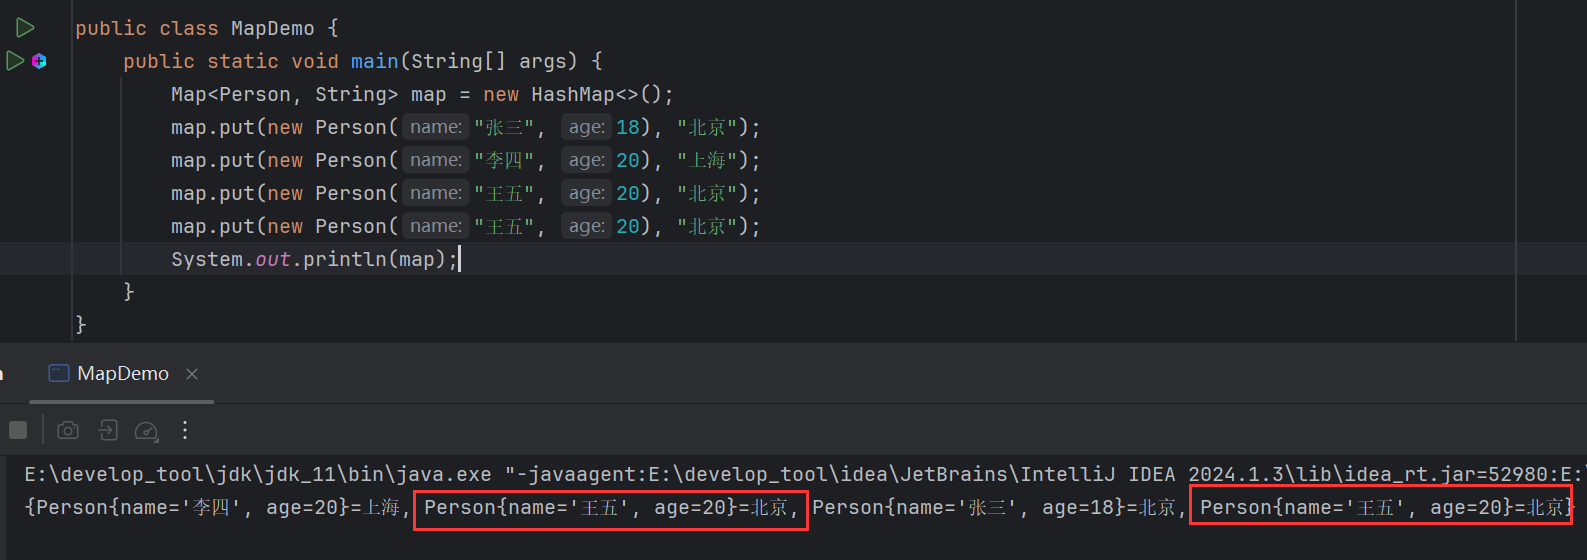 public class MapDemo {
public static void main(String[] args) {
Map<Person, String> map = new HashMap<>();
map.put(new Person( name: "张三", age: 18), "北京");
map.put(new Person( name: "李四", age: 20), "上海");
map.put(new Person( name: "王五", age: 20), "北京");
map.put(new Person( name: "王五", age: 20), "北京");
System.out.println(map);
}
}
MapDemo
E:\develop_tool\jdk\jdk_11\bin\java.exe "-javaagent:E:\develop_tool\idea\JetBrains\IntelliJ IDEA 2024.1.3\lib\idea_rt.jar=52980:E:\
{Person{name='李四', age=20}=上海, Person{name='王五', age=20}=北京, Person{name='张三', age=18}=北京, Person{name='王五', age=20}=北京}